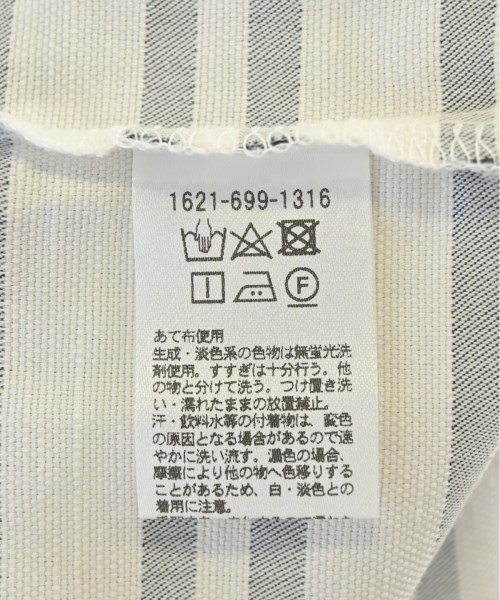 1621-699-1316
F
あて布使用
生成・淡色系の色物は無蛍光洗
剤使用。すすぎは十分行う。他
の物と分けて洗う。つけ置き洗
い・濡れたままの放置禁止。
汗・飲料水等の付着物は、変色
の原因となる場合があるので速
やかに洗い流す。濃色の場合、
摩擦により他の物へ色移りする
ことがあるため、白・淡色との
着用に注意。